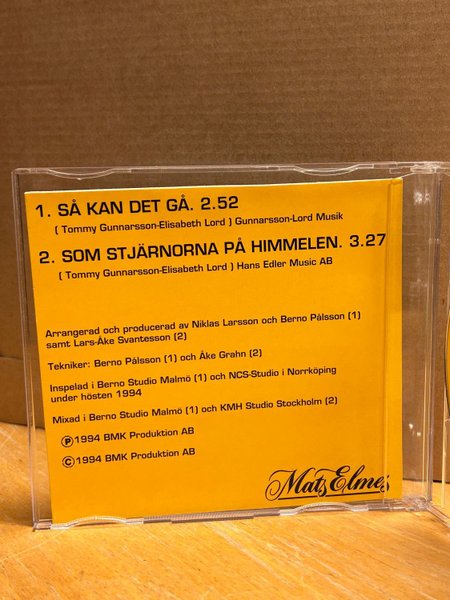 1. SÅ KAN DET GÅ. 2.52
( Tommy Gunnarsson-Elisabeth Lord ) Gunnarsson-Lord Musik
2. SOM STJÄRNORNA PÅ HIMMELEN. 3.27
( Tommy Gunnarsson-Elisabeth Lord ) Hans Edler Music AB
Arrangerad och producerad av Niklas Larsson och Berno Pålsson (1)
samt Lars-Åke Svantesson (2)
Tekniker: Berno Pålsson (1) och Åke Grahn (2)
Inspelad i Berno Studio Malmö (1) och NCS-Studio i Norrköping
under hösten 1994
Mixad i Berno Studio Malmö (1) och KMH Studio Stockholm (2)
℗ 1994 BMK Produktion AB
© 1994 BMK Produktion AB
Mats Elmes